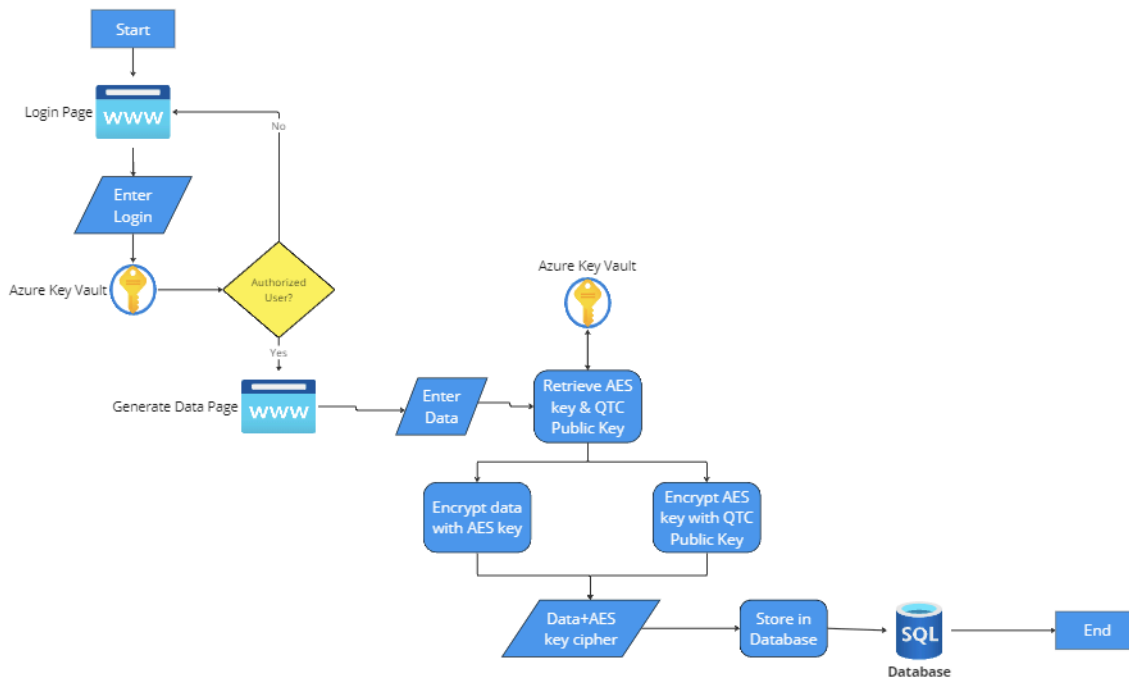 Start
Login Page
WWW
No
Enter
Login
Azure Key Vault
Authorized
User?
Azure Key Vault
Yes
Generate Data Page
WWW
Enter
Data
Retrieve AES
key & QTC
Public Key
Encrypt data
with AES key
Encrypt AES
key with QTC
Public Key
Data+AES
key cipher
Store in
Database
SQL
Database
End